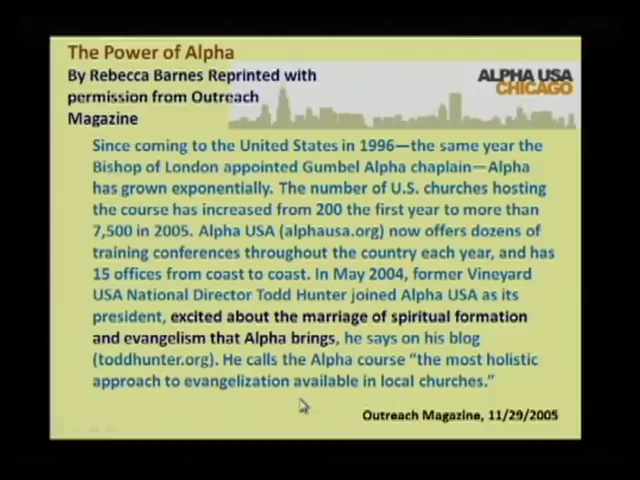 The Power of Alpha
By Rebecca Barnes Reprinted with
permission from Outreach
Magazine
ALPHA USA
CHICAGO
Since coming to the United States in 1996—the same year the
Bishop of London appointed Gumbel Alpha chaplain—Alpha
has grown exponentially. The number of U.S. churches hosting
the course has increased from 200 the first year to more than
7,500 in 2005. Alpha USA (alphausa.org) now offers dozens of
training conferences throughout the country each year, and has
15 offices from coast to coast. In May 2004, former Vineyard
USA National Director Todd Hunter joined Alpha USA as its
president, excited about the marriage of spiritual formation
and evangelism that Alpha brings, he says on his blog
(toddhunter.org). He calls the Alpha course “the most holistic
approach to evangelization available in local churches.”
Outreach Magazine, 11/29/2005